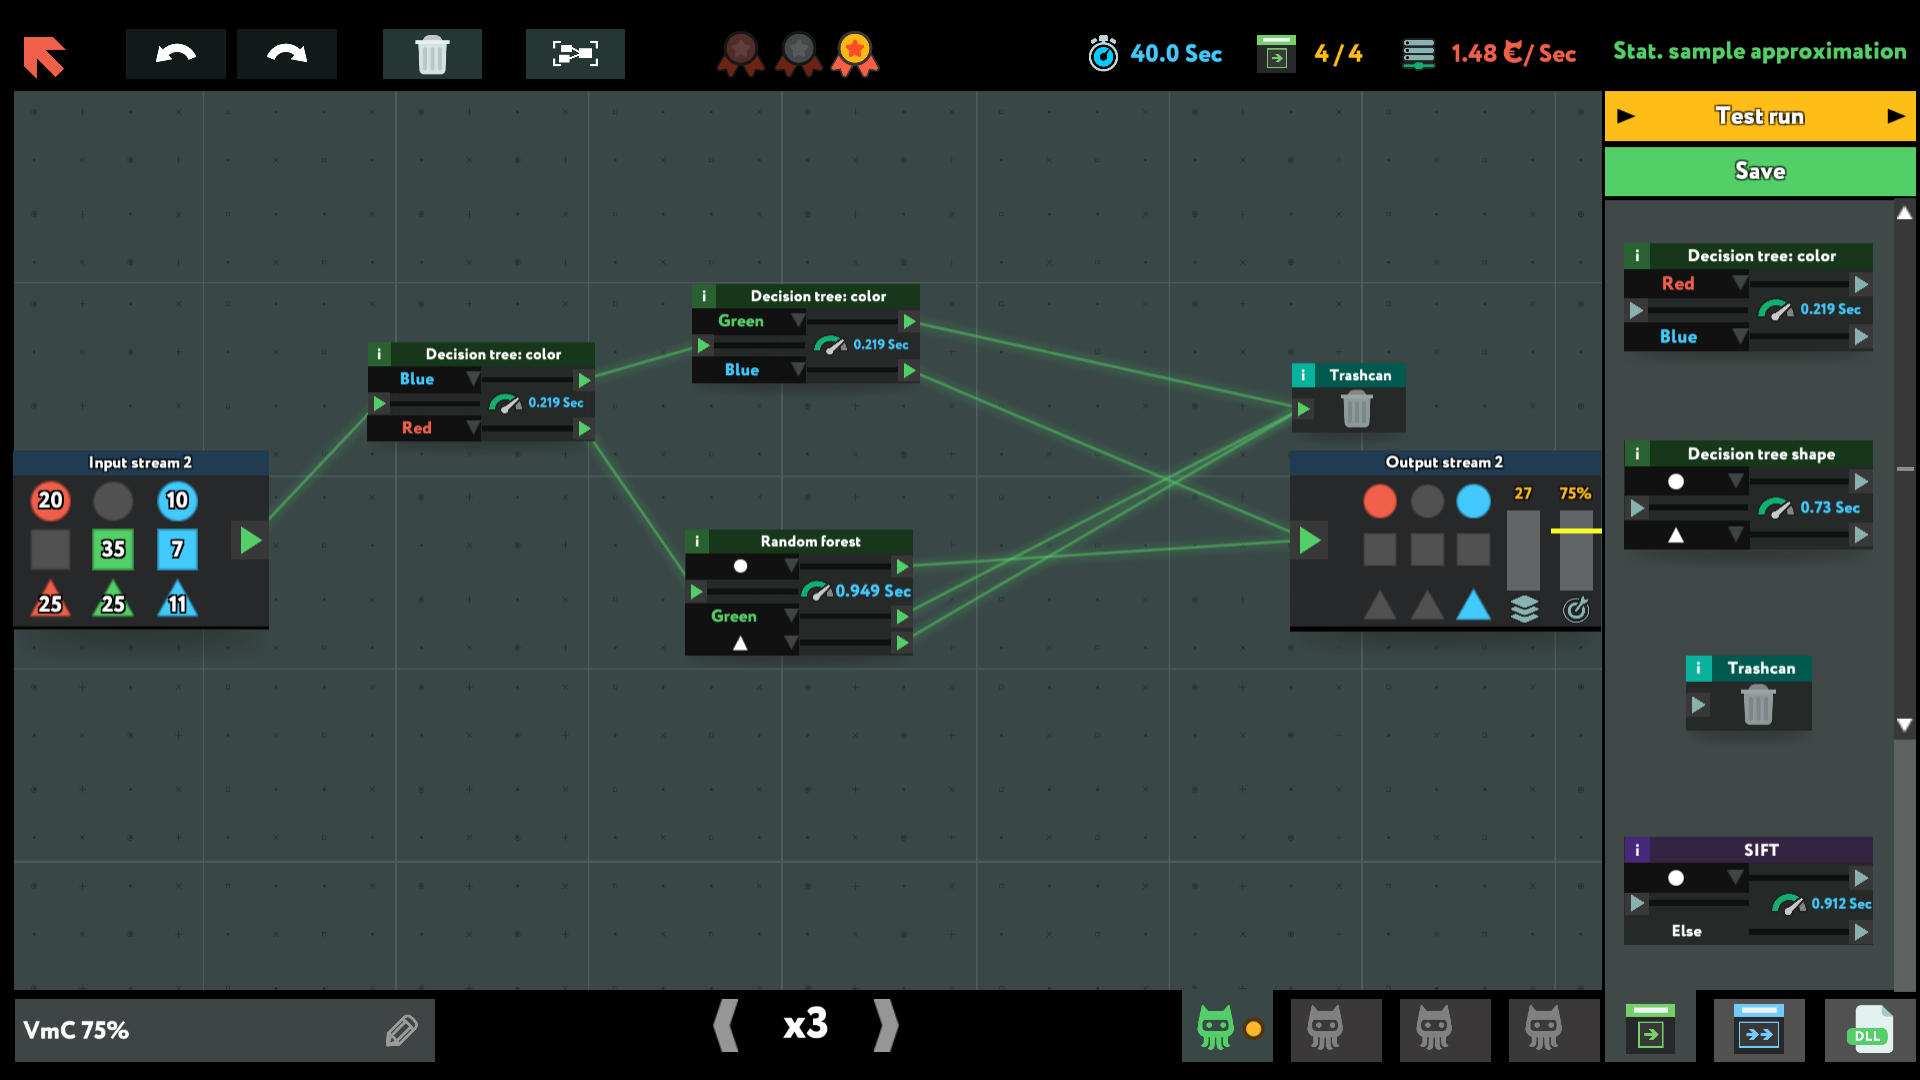 40.0 Sec
4/4
1.48 €/ Sec
Stat. sample approximation
Test run
Save
Decision tree: color
Red
0.219 Sec
Blue
Decision tree shape
0.73 Sec
Trashcan
SIFT
0.912 Sec
Else
Decision tree: color
Green
0.219 Sec
Blue
Decision tree: color
Blue
0.219 Sec
Red
Trashcan
Input stream 2
20 10
35 7
25 25 11
Random forest
0.949 Sec
Green
Output stream 2
27 75%
VmC 75%
x3
DLL